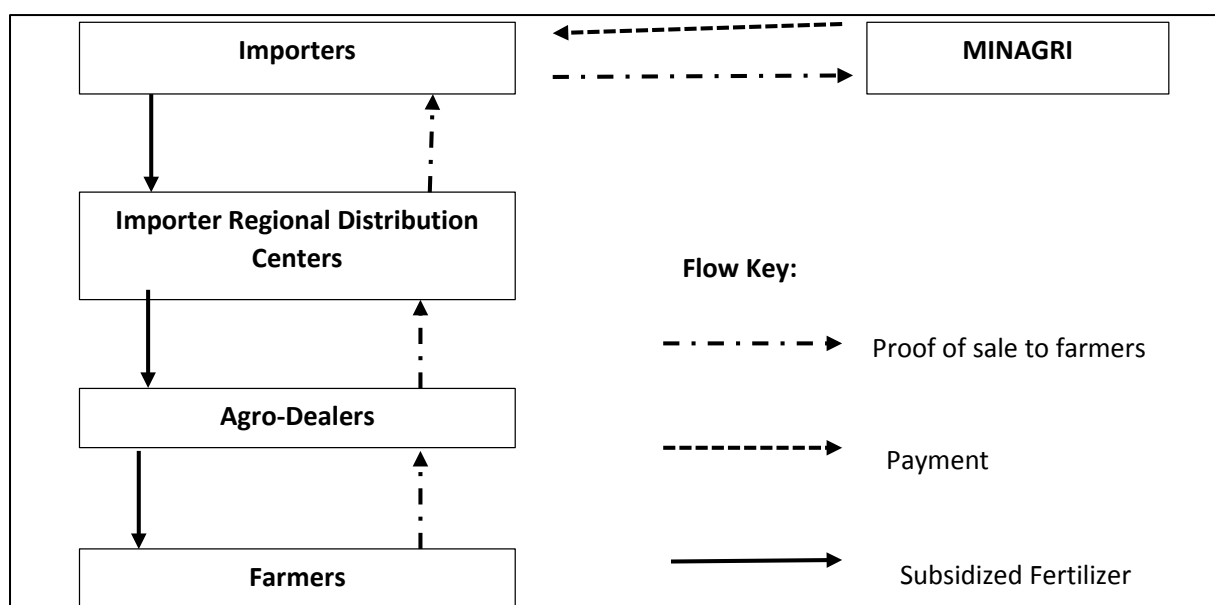 Importers
MINAGRI
Importer Regional Distribution
Centers
Flow Key:
Proof of sale to farmers
Agro-Dealers
Payment
Farmers
Subsidized Fertilizer